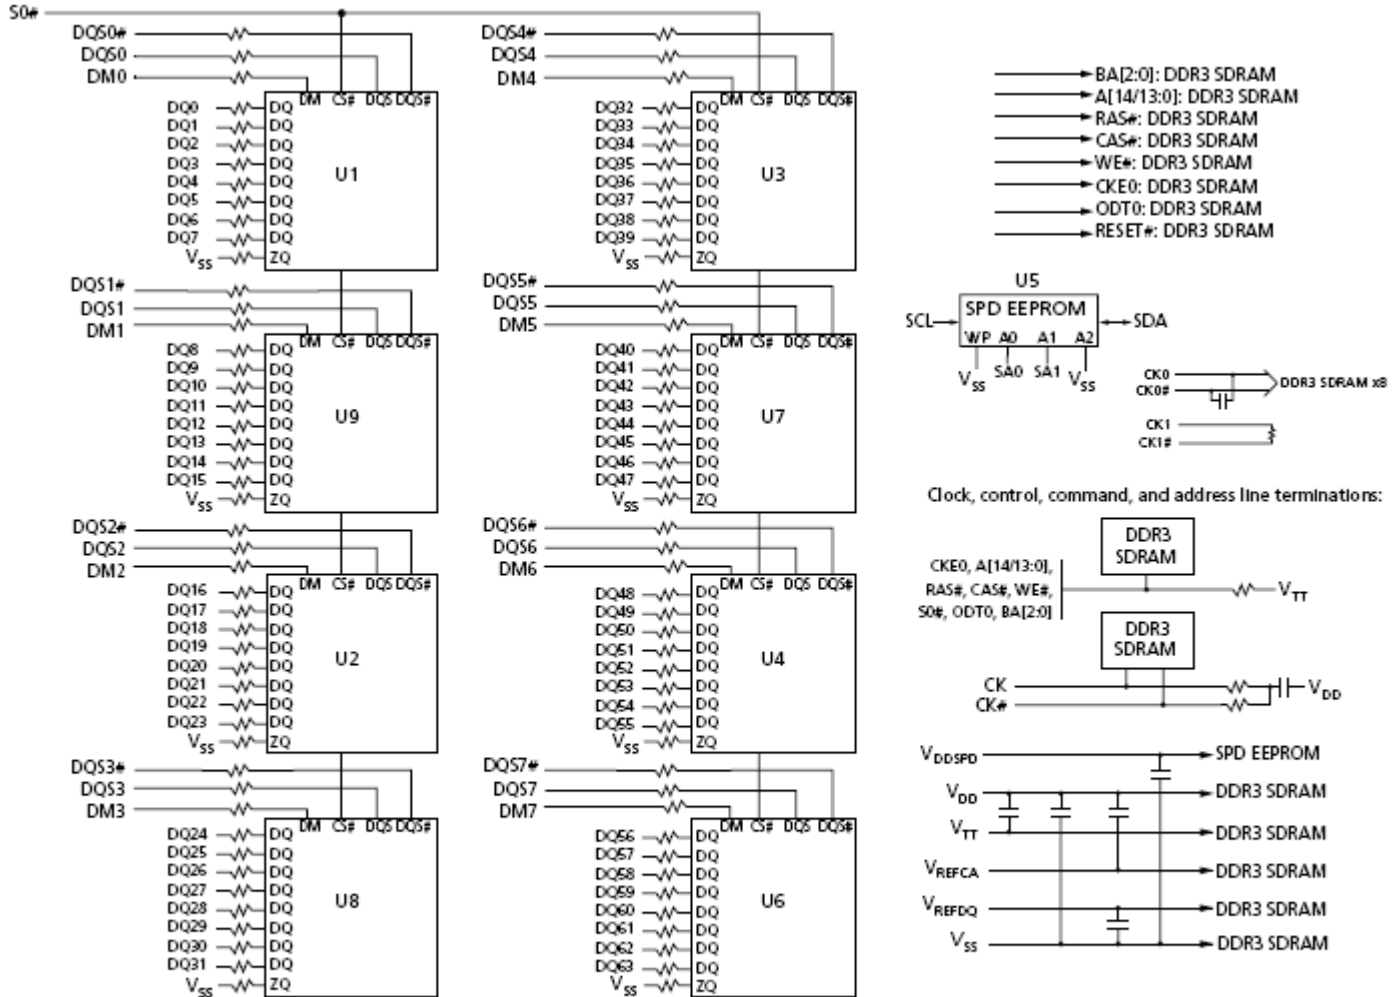 S0#
DQS0#
DQS0
DM0
DM CS# DQS DQS#
DQ0 DQ
DQ1 DQ
DQ2 DQ
DQ3 DQ
DQ4 DQ
DQ5 DQ
DQ6 DQ
DQ7 DQ
VSS ZQ
U1
DQS1#
DQS1
DM1
DM CS# DQS DQS#
DQ8 DQ
DQ9 DQ
DQ10 DQ
DQ11 DQ
DQ12 DQ
DQ13 DQ
DQ14 DQ
DQ15 DQ
VSS ZQ
U9
DQS2#
DQS2
DM2
DM CS# DQS DQS#
DQ16 DQ
DQ17 DQ
DQ18 DQ
DQ19 DQ
DQ20 DQ
DQ21 DQ
DQ22 DQ
DQ23 DQ
VSS ZQ
U2
DQS3#
DQS3
DM3
DM CS# DQS DQS#
DQ24 DQ
DQ25 DQ
DQ26 DQ
DQ27 DQ
DQ28 DQ
DQ29 DQ
DQ30 DQ
DQ31 DQ
VSS ZQ
U8
DQS4#
DQS4
DM4
DM CS# DQS DQS#
DQ32 DQ
DQ33 DQ
DQ34 DQ
DQ35 DQ
DQ36 DQ
DQ37 DQ
DQ38 DQ
DQ39 DQ
VSS ZQ
U3
DQS5#
DQS5
DM5
DM CS# DQS DQS#
DQ40 DQ
DQ41 DQ
DQ42 DQ
DQ43 DQ
DQ44 DQ
DQ45 DQ
DQ46 DQ
DQ47 DQ
VSS ZQ
U7
DQS6#
DQS6
DM6
DM CS# DQS DQS#
DQ48 DQ
DQ49 DQ
DQ50 DQ
DQ51 DQ
DQ52 DQ
DQ53 DQ
DQ54 DQ
DQ55 DQ
VSS ZQ
U4
DQS7#
DQS7
DM7
DM CS# DQS DQS#
DQ56 DQ
DQ57 DQ
DQ58 DQ
DQ59 DQ
DQ60 DQ
DQ61 DQ
DQ62 DQ
DQ63 DQ
VSS ZQ
U6
BA[2:0]: DDR3 SDRAM
A[14/13:0]: DDR3 SDRAM
RAS#: DDR3 SDRAM
CAS#: DDR3 SDRAM
WE#: DDR3 SDRAM
CKE0: DDR3 SDRAM
ODT0: DDR3 SDRAM
RESET#: DDR3 SDRAM
U5
SCL SPD EEPROM SDA
WP A0 A1 A2
VSS SA0 SA1 VSS
CK0
CK0#
DDR3 SDRAM x8
CK1
CK1#
Clock, control, command, and address line terminations:
DDR3
SDRAM
CKE0, A[14/13:0],
RAS#, CAS#, WE#,
S0#, ODT0, BA[2:0]
VTT
DDR3
SDRAM
CK
CK#
VDD
VDDSPD SPD EEPROM
VDD DDR3 SDRAM
VTT DDR3 SDRAM
VREFCA DDR3 SDRAM
VREFDQ DDR3 SDRAM
VSS DDR3 SDRAM